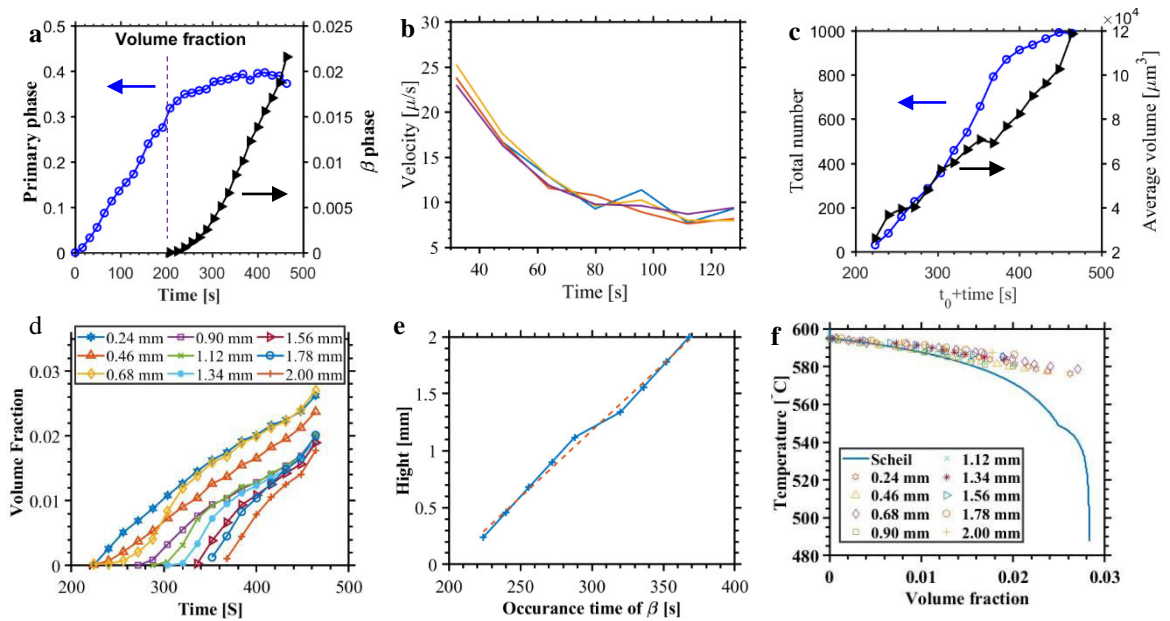 a
Volume fraction
0.5
0.4
0.3
0.2
0.1
0
0.025
0.02
0.015
0.01
0.005
0
0 100 200 300 400 500
Primary phase
β phase
Time [s]
b
30
25
20
15
10
5
40 60 80 100 120
Velocity [μ/s]
Time [s]
c
×10⁴
1000
800
600
400
200
0
12
10
8
6
4
2
200 300 400 500
Total number
Average volume [μm³]
t₀+time [s]
d
0.24 mm 0.90 mm 1.56 mm
0.46 mm 1.12 mm 1.78 mm
0.68 mm 1.34 mm 2.00 mm
0.03
0.02
0.01
0
200 300 400 500
Volume Fraction
Time [S]
e
2
1.5
1
0.5
0
200 250 300 350 400
Hight [mm]
Occurance time of β [s]
f
600
580
560
540
520
500
480
0 0.01 0.02 0.03
Temperature [°C]
Scheil 1.12 mm
0.24 mm 1.34 mm
0.46 mm 1.56 mm
0.68 mm 1.78 mm
0.90 mm 2.00 mm
Volume fraction